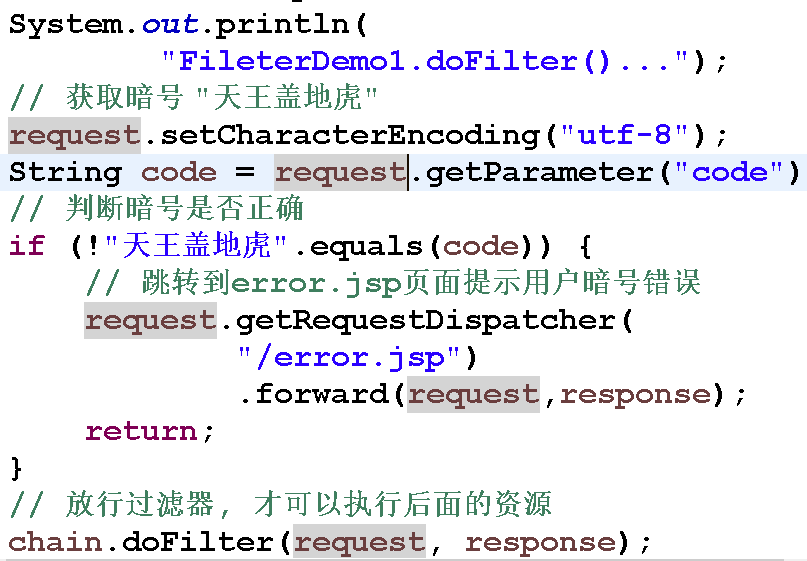 System.out.println(
"FileterDemo1.doFilter()...");
// 获取暗号 "天王盖地虎"
request.setCharacterEncoding("utf-8");
String code = request.getParameter("code")
// 判断暗号是否正确
if (!"天王盖地虎".equals(code)) {
// 跳转到error.jsp页面提示用户暗号错误
request.getRequestDispatcher(
"/error.jsp")
.forward(request,response);
return;
}
// 放行过滤器, 才可以执行后面的资源
chain.doFilter(request, response);